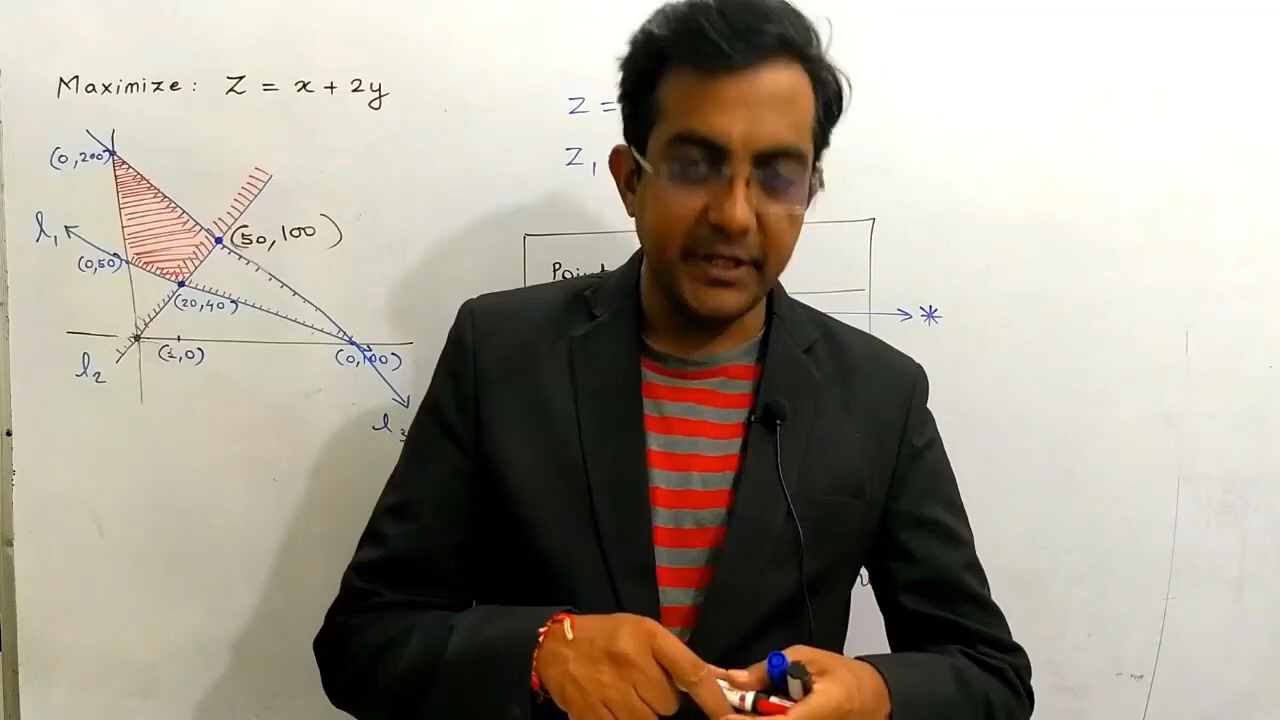 Maximize: Z = x + 2y
Z =
Z₁
(0,200)
l₁
(50,100)
(0,50)
(20,40)
l₂
(0,100)
l₃
*